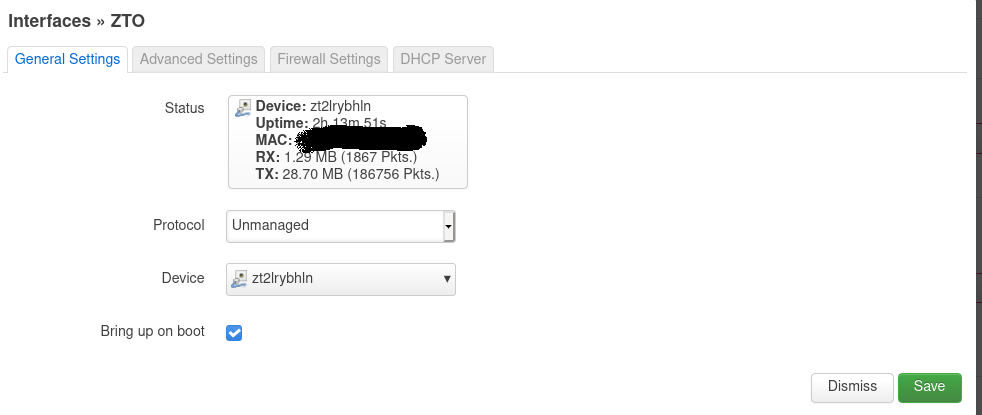 Interfaces » ZTO
General Settings
Advanced Settings
Firewall Settings
DHCP Server
Status
Device: zt2lrybhln
Uptime: 2h 13m 51s
MAC:
RX: 1.29 MB (1867 Pkts.)
TX: 28.70 MB (186756 Pkts.)
Protocol
Unmanaged
Device
zt2lrybhln
Bring up on boot
Dismiss
Save